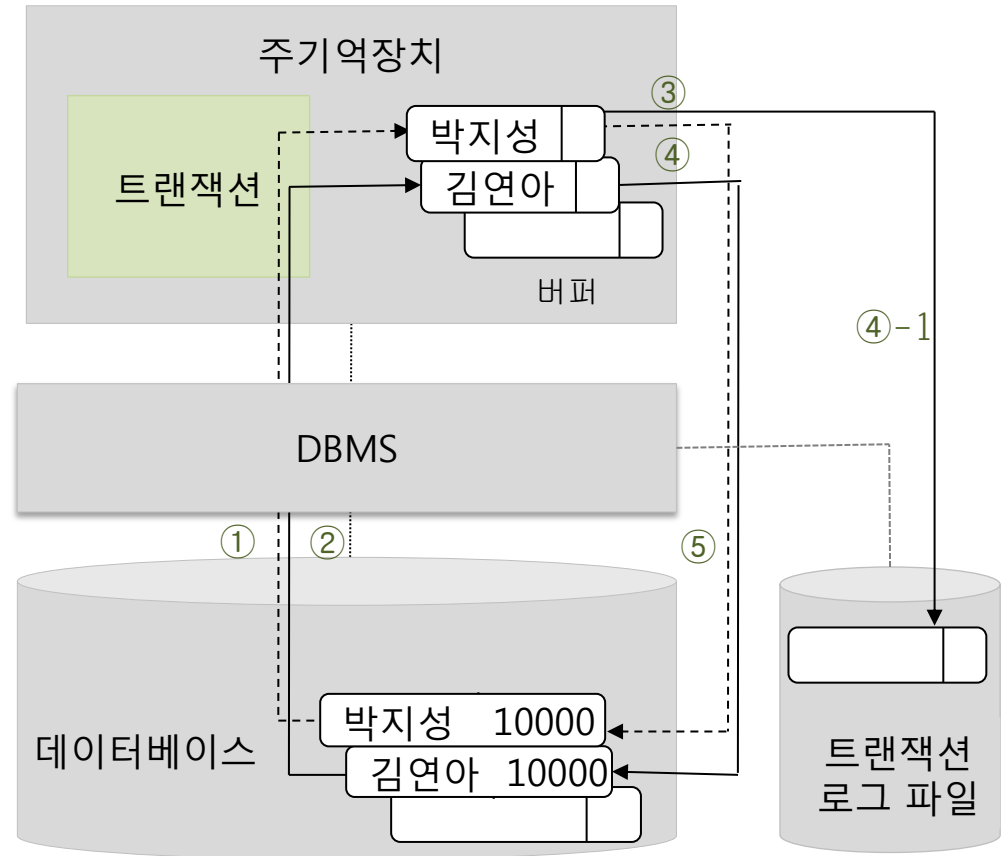 주기억장치
트랜잭션
박지성
김연아
버퍼
③
④
④-1
DBMS
①
②
⑤
데이터베이스
박지성 10000
김연아 10000
트랜잭션
로그 파일